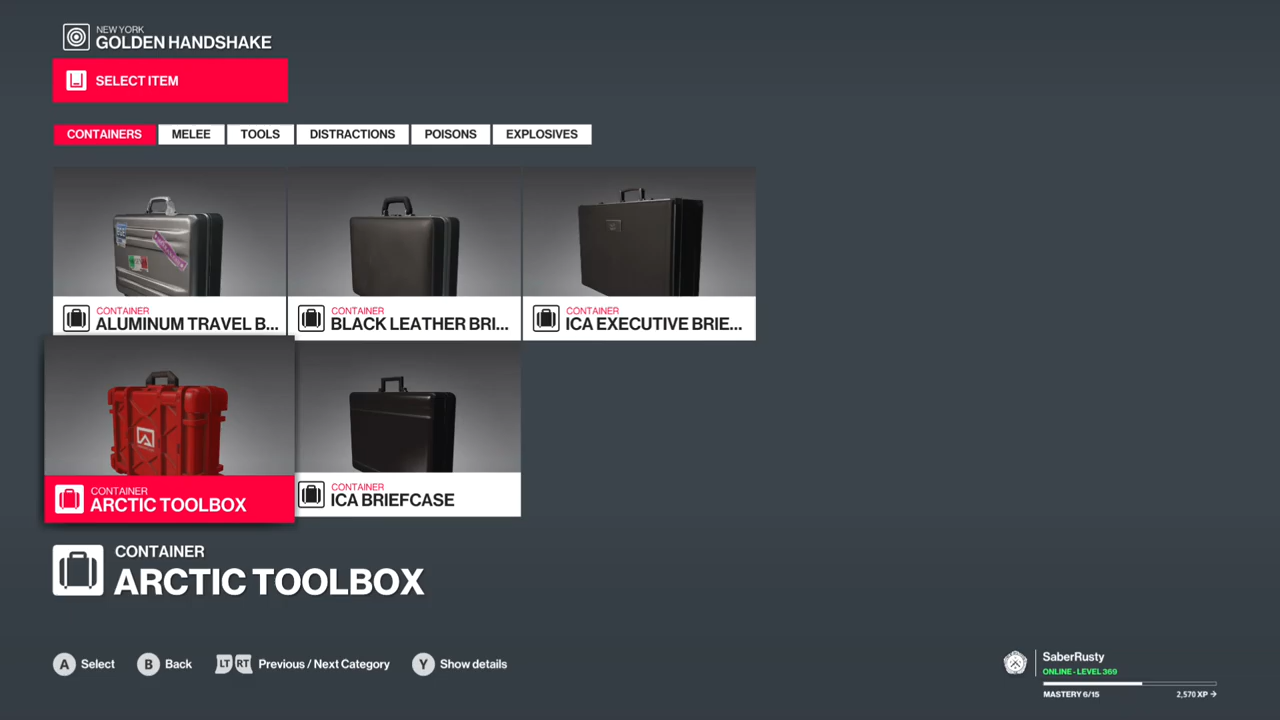 NEW YORK
GOLDEN HANDSHAKE
SELECT ITEM
CONTAINERS MELEE TOOLS DISTRACTIONS POISONS EXPLOSIVES
CONTAINER
ALUMINUM TRAVEL B...
CONTAINER
BLACK LEATHER BRI...
CONTAINER
ICA EXECUTIVE BRIE...
CONTAINER
ARCTIC TOOLBOX
CONTAINER
ICA BRIEFCASE
CONTAINER
ARCTIC TOOLBOX
A Select B Back LT RT Previous / Next Category Y Show details
SaberRusty
ONLINE - LEVEL 369
MASTERY 6/15 2,570 XP →